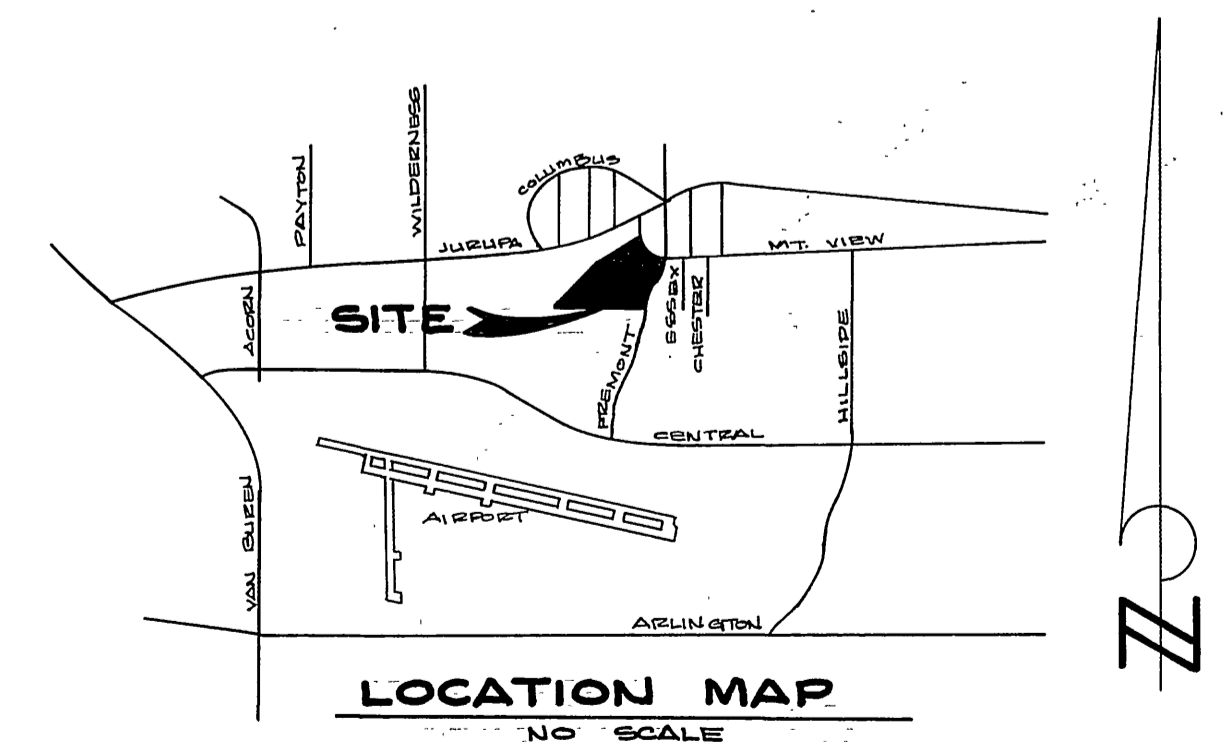 COLUMBUS
PAYTON
WILDERNESS
JURUPA
MT. VIEW
ACORN
SITE
ESSEX
CHESTER
FREMONT
HILLSIDE
CENTRAL
VAN BUREN
AIRPORT
ARLINGTON
N
LOCATION MAP
NO SCALE